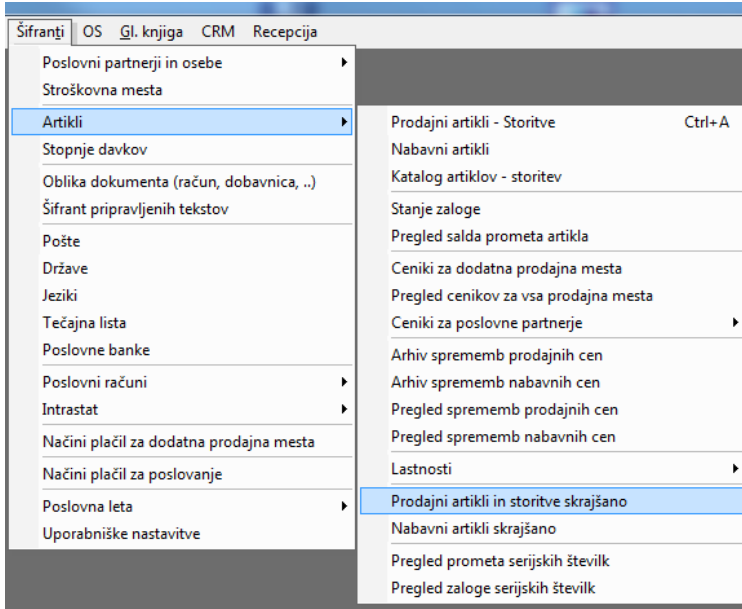 Šifranti OS Gl. knjiga CRM Recepcija
Poslovni partnerji in osebe
Stroškovna mesta
Artikli
Stopnje davkov
Oblika dokumenta (račun, dobavnica, ..)
Šifrant pripravljenih tekstov
Pošte
Države
Jeziki
Tečajna lista
Poslovne banke
Poslovni računi
Intrastat
Načini plačil za dodatna prodajna mesta
Načini plačil za poslovanje
Poslovna leta
Uporabniške nastavitve
Prodajni artikli - Storitve Ctrl+A
Nabavni artikli
Katalog artiklov - storitev
Stanje zaloge
Pregled salda prometa artikla
Ceniki za dodatna prodajna mesta
Pregled cenikov za vsa prodajna mesta
Ceniki za poslovne partnerje
Arhiv sprememb prodajnih cen
Arhiv sprememb nabavnih cen
Pregled sprememb prodajnih cen
Pregled sprememb nabavnih cen
Lastnosti
Prodajni artikli in storitve skrajšano
Nabavni artikli skrajšano
Pregled prometa serijskih številk
Pregled zaloge serijskih številk